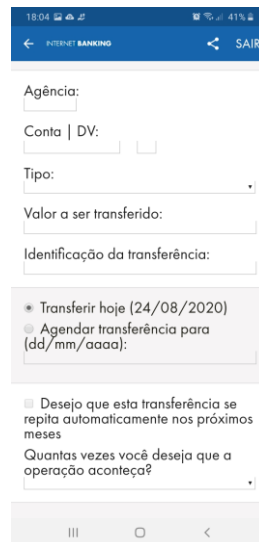 18:04 41%
INTERNET BANKING SAIR
Agência:
Conta | DV:
Tipo:
Valor a ser transferido:
Identificação da transferência:
Transferir hoje (24/08/2020)
Agendar transferência para
(dd/mm/aaaa):
Desejo que esta transferência se
repita automaticamente nos próximos
meses
Quantas vezes você deseja que a
operação aconteça?